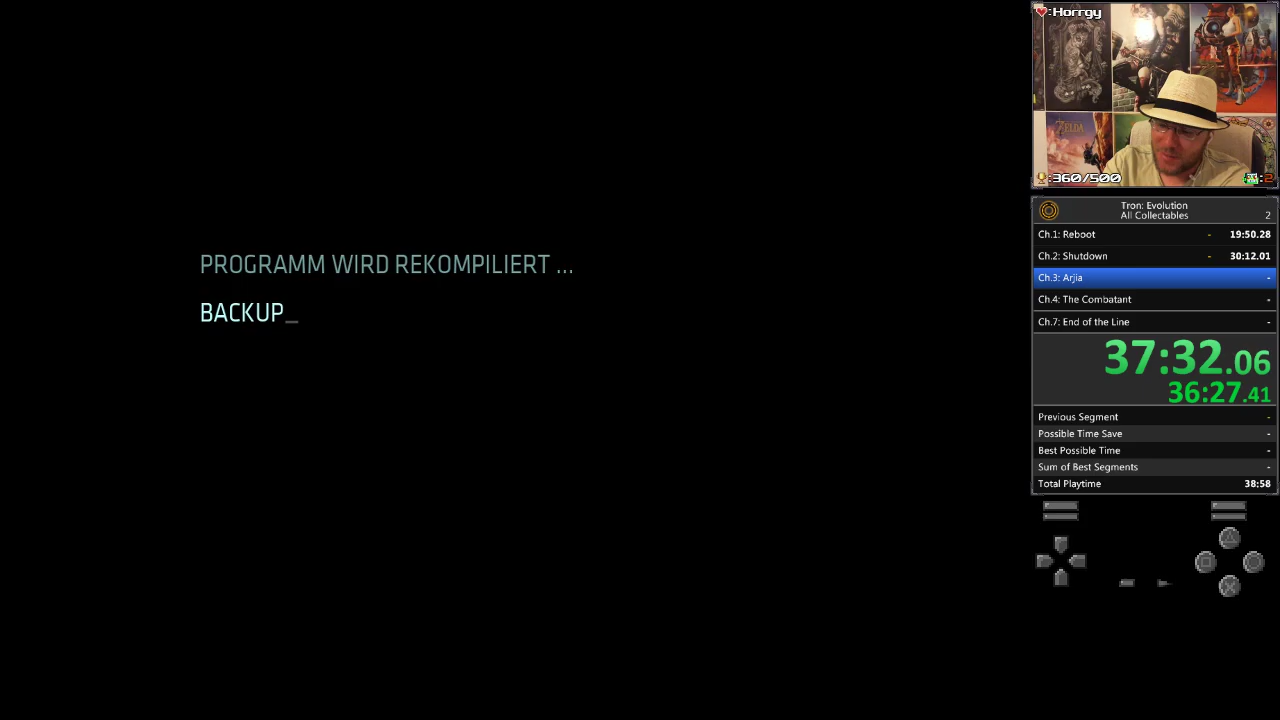 :Horrgy
ZELDA
:360/500
:2
Tron: Evolution
All Collectables 2
Ch.1: Reboot - 19:50.28
Ch.2: Shutdown - 30:12.01
Ch.3: Arjia -
Ch.4: The Combatant -
Ch.7: End of the Line -
37:32.06
36:27.41
Previous Segment -
Possible Time Save -
Best Possible Time -
Sum of Best Segments -
Total Playtime 38:58
PROGRAMM WIRD REKOMPILIERT ...
BACKUP_